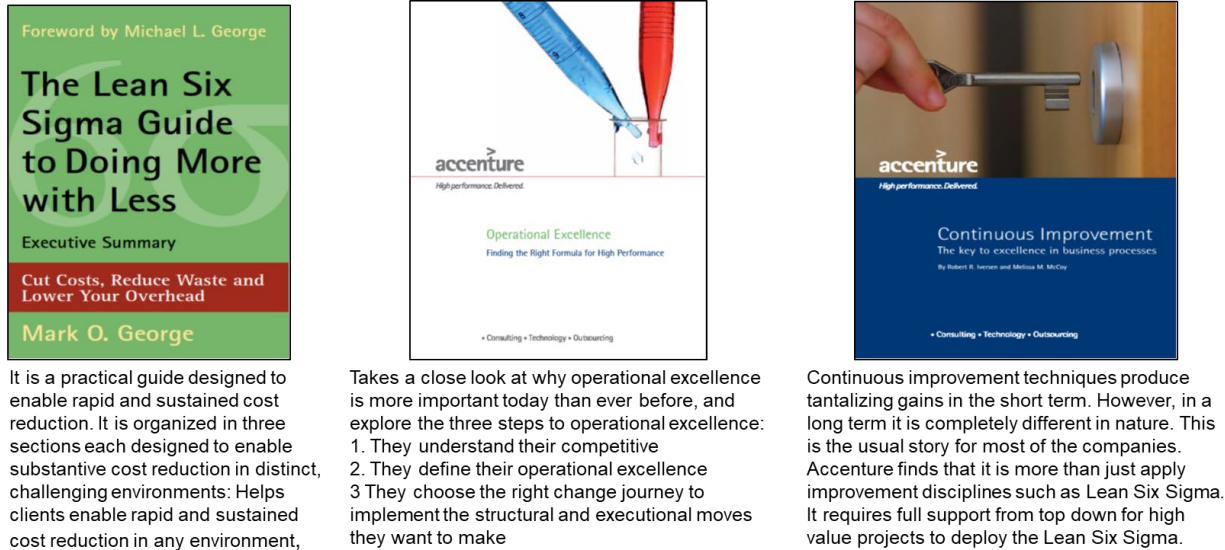 Foreword by Michael L. George
The Lean Six
Sigma Guide
to Doing More
with Less
Executive Summary
Cut Costs, Reduce Waste and
Lower Your Overhead
Mark O. George
It is a practical guide designed to
enable rapid and sustained cost
reduction. It is organized in three
sections each designed to enable
substantive cost reduction in distinct,
challenging environments: Helps
clients enable rapid and sustained
cost reduction in any environment,
accenture
High performance. Delivered.
Operational Excellence
Finding the Right Formula for High Performance
• Consulting • Technology • Outsourcing
Takes a close look at why operational excellence
is more important today than ever before, and
explore the three steps to operational excellence:
1. They understand their competitive
2. They define their operational excellence
3 They choose the right change journey to
implement the structural and executional moves
they want to make
accenture
High performance. Delivered.
Continuous Improvement
The key to excellence in business processes
By Robert R. Iversen and Melissa M. McCoy
• Consulting • Technology • Outsourcing
Continuous improvement techniques produce
tantalizing gains in the short term. However, in a
long term it is completely different in nature. This
is the usual story for most of the companies.
Accenture finds that it is more than just apply
improvement disciplines such as Lean Six Sigma.
It requires full support from top down for high
value projects to deploy the Lean Six Sigma.